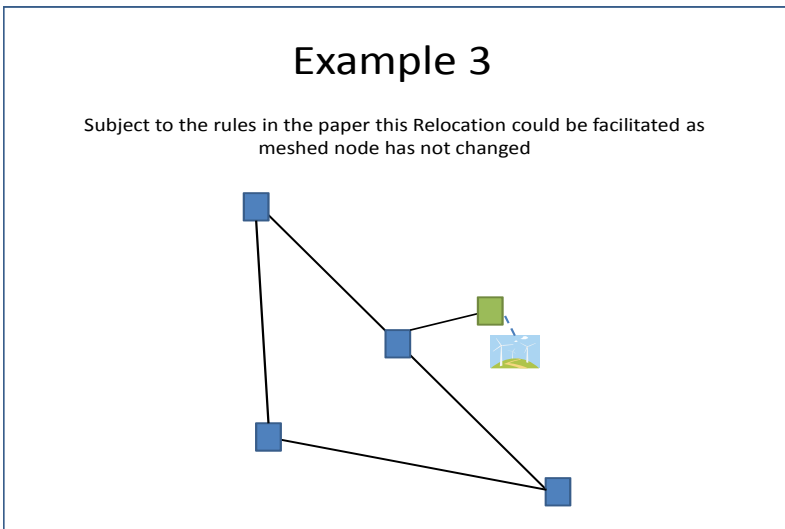 Example 3
Subject to the rules in the paper this Relocation could be facilitated as
meshed node has not changed